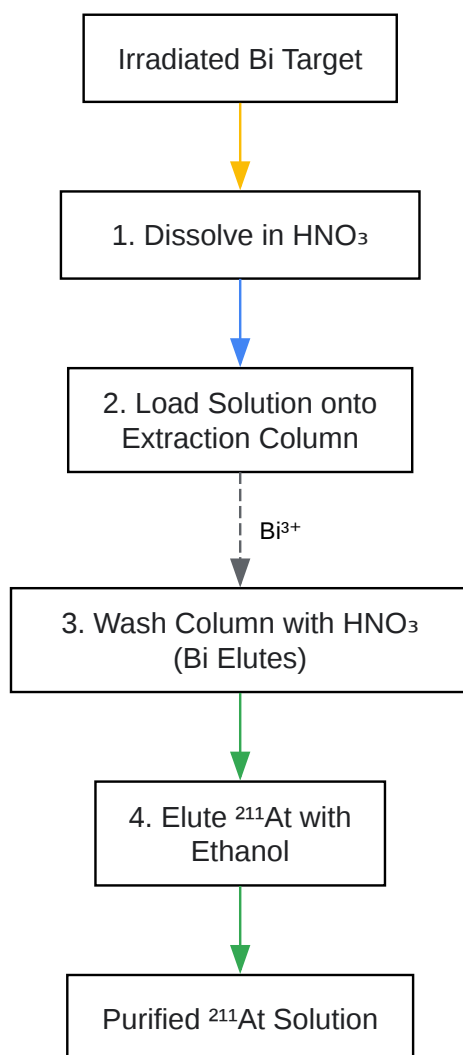 Irradiated Bi Target
1. Dissolve in HNO₃
2. Load Solution onto
Extraction Column
Bi³⁺
3. Wash Column with HNO₃
(Bi Elutes)
4. Elute ²¹¹At with
Ethanol
Purified ²¹¹At Solution